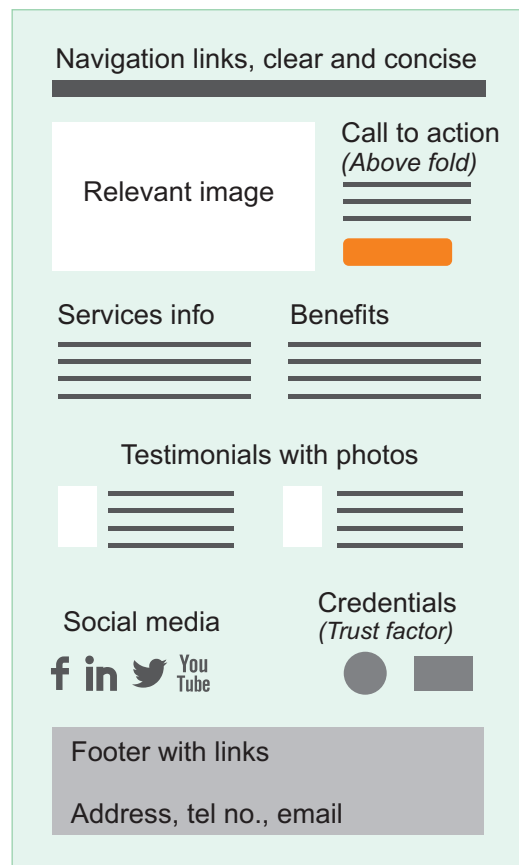 Navigation links, clear and concise
Relevant image
Call to action
(Above fold)
Services info
Benefits
Testimonials with photos
Social media
f in You
Tube
Credentials
(Trust factor)
Footer with links
Address, tel no., email